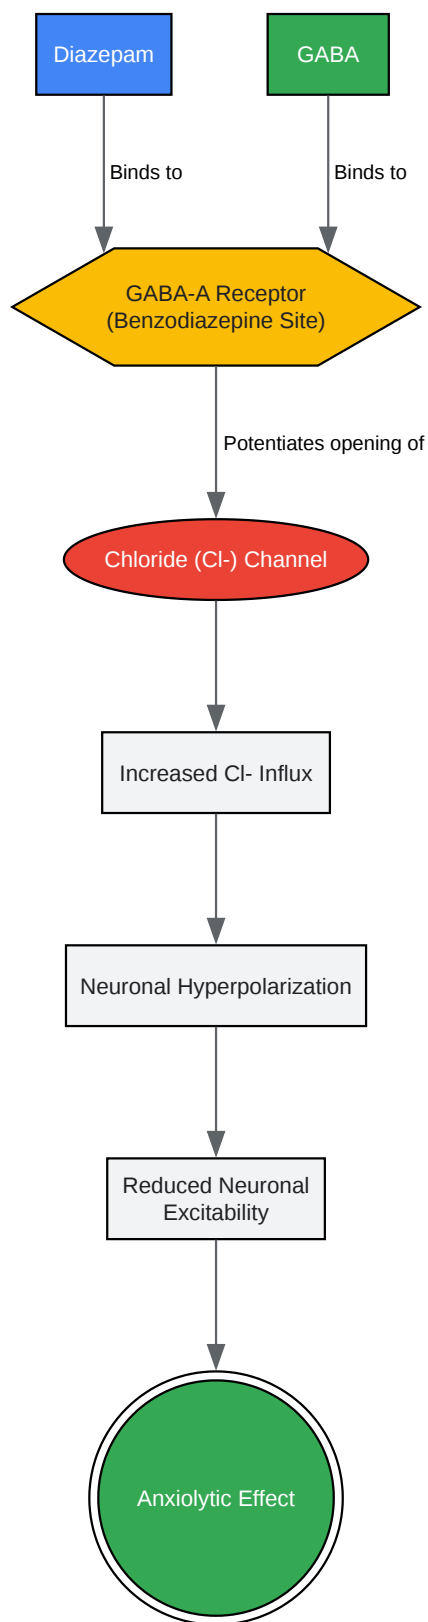 Diazepam
GABA
Binds to
Binds to
GABA-A Receptor
(Benzodiazepine Site)
Potentiates opening of
Chloride (Cl-) Channel
Increased Cl- Influx
Neuronal Hyperpolarization
Reduced Neuronal
Excitability
Anxiolytic Effect